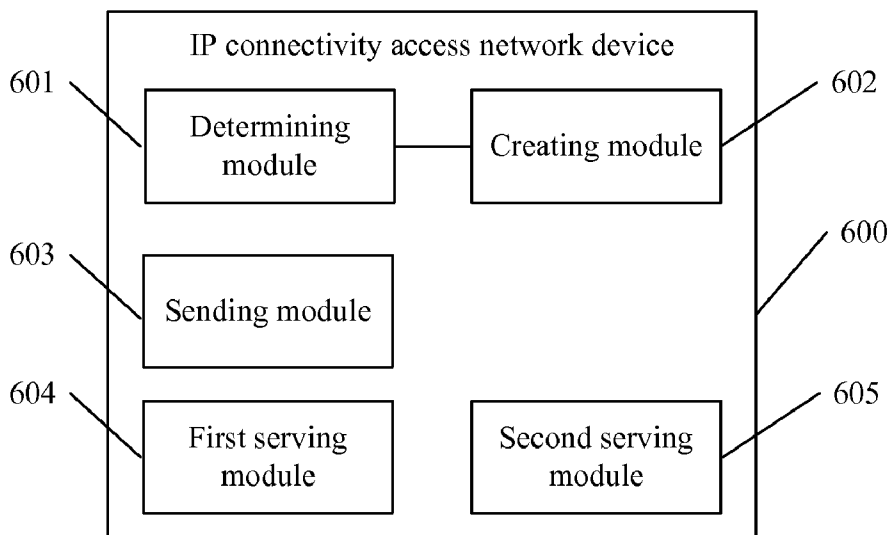 IP connectivity access network device
601
602
Determining
module
Creating module
600
603
Sending module
604
605
First serving
module
Second serving
module